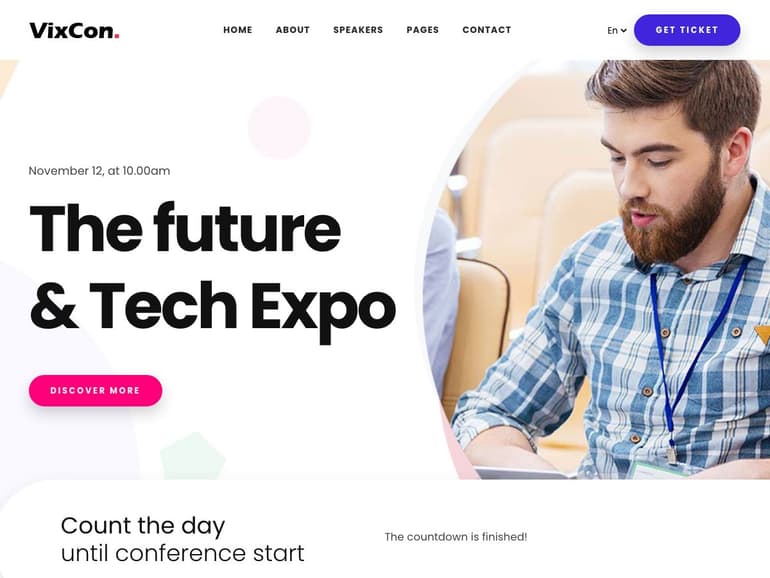 VixCon.
HOME ABOUT SPEAKERS PAGES CONTACT
En
GET TICKET
November 12, at 10.00am
The future
& Tech Expo
DISCOVER MORE
Count the day
until conference start
The countdown is finished!